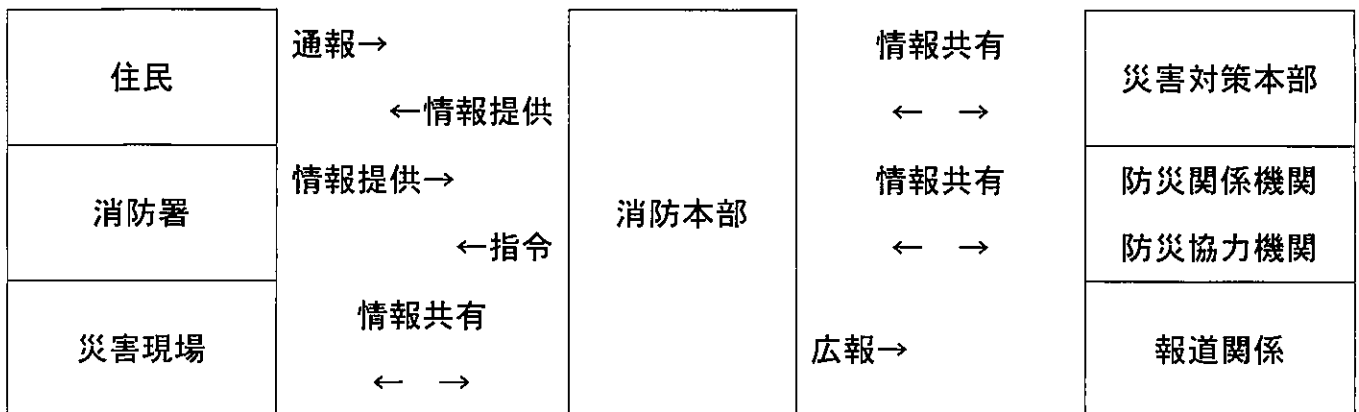 住民
通報→
←情報提供
消防署
情報提供→
←指令
災害現場
情報共有
← →
消防本部
情報共有
← →
災害対策本部
情報共有
← →
防災関係機関
防災協力機関
広報→
報道関係